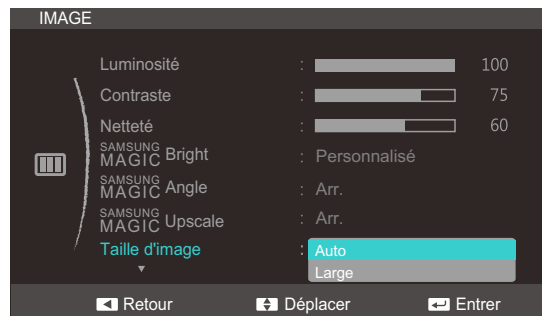 IMAGE
Luminosité : 100
Contraste : 75
Netteté : 60
SAMSUNG MAGIC Bright : Personnalisé
SAMSUNG MAGIC Angle : Arr.
SAMSUNG MAGIC Upscale : Arr.
Taille d'image : Auto
Large
Retour Déplacer Entrer